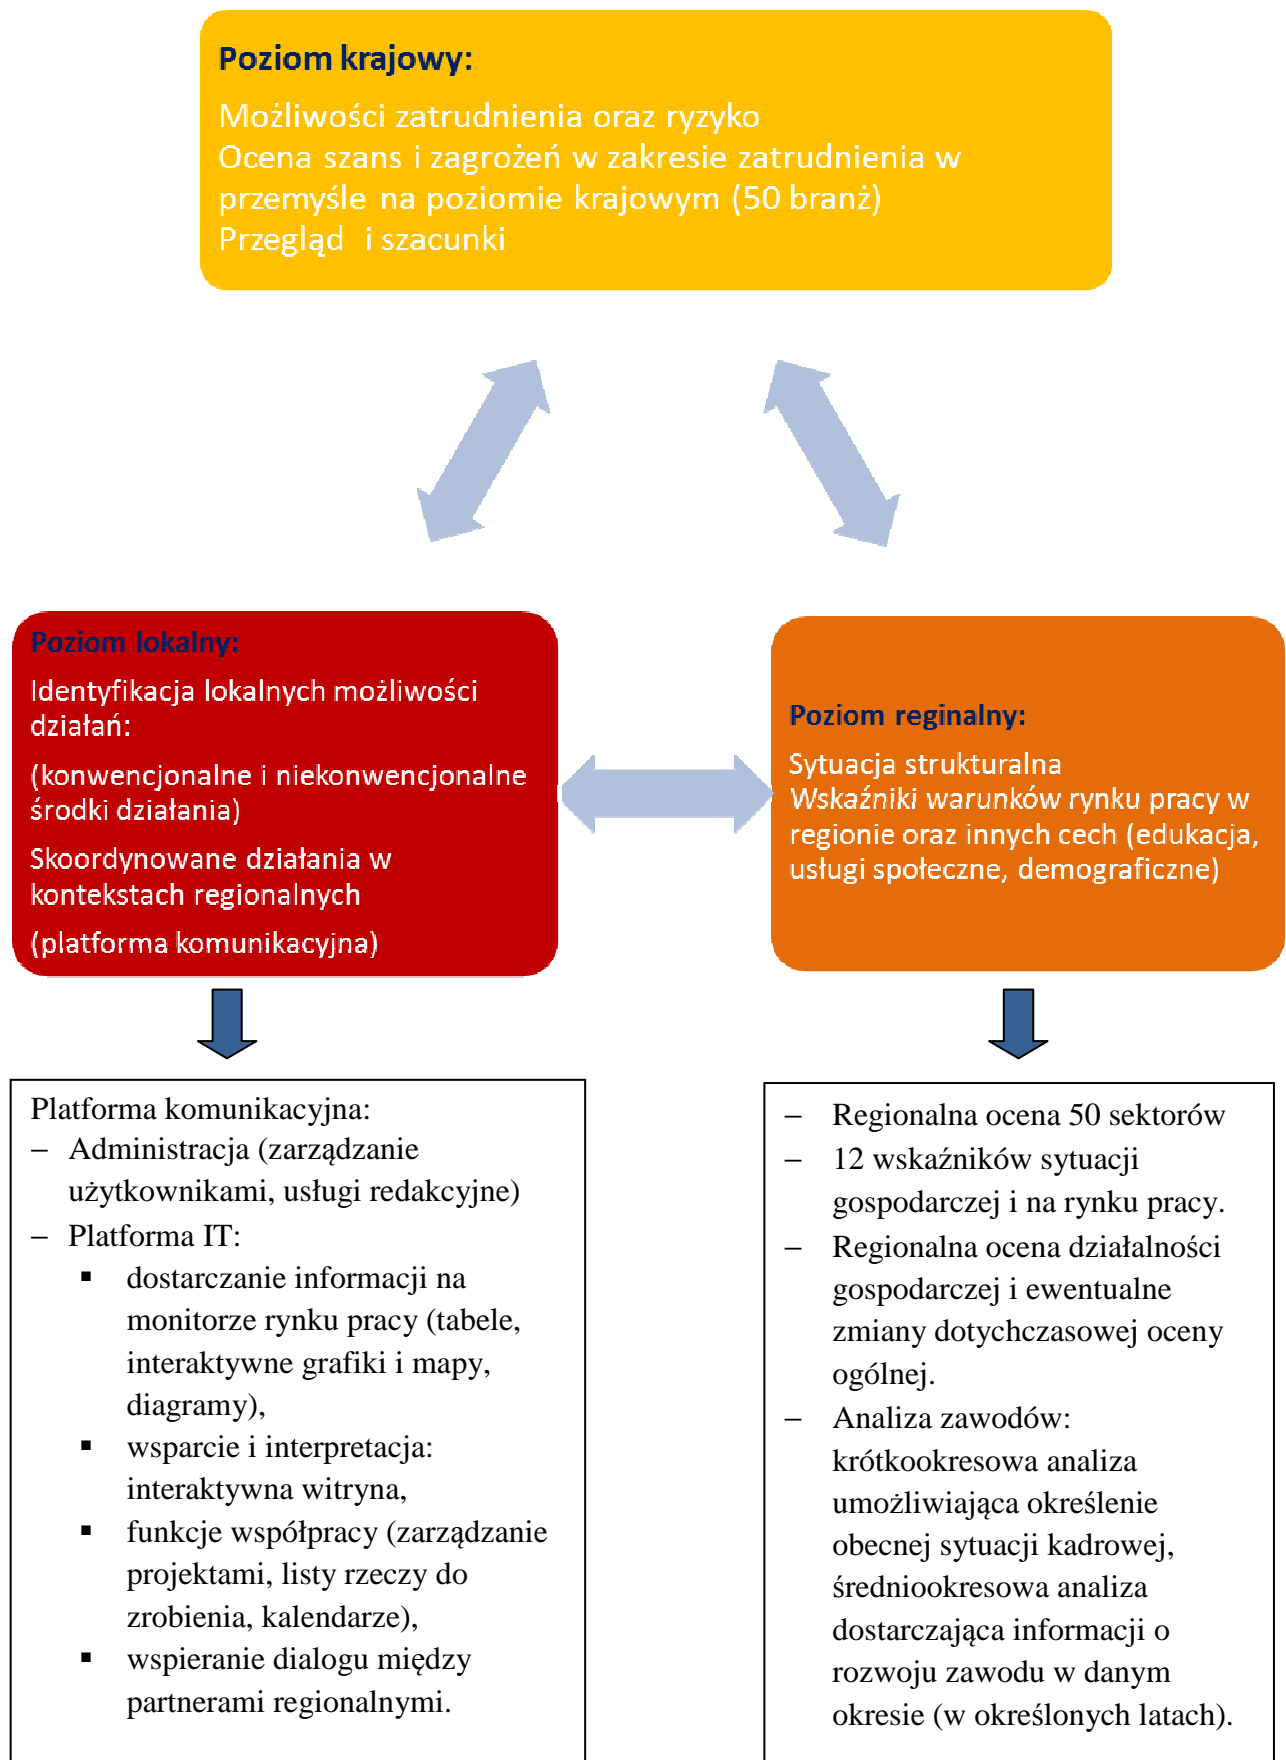 Poziom krajowy:
Możliwości zatrudnienia oraz ryzyko
Ocena szans i zagrożeń w zakresie zatrudnienia w
przemyśle na poziomie krajowym (50 branż)
Przegląd i szacunki
Poziom lokalny:
Identyfikacja lokalnych możliwości
działań:
(konwencjonalne i niekonwencjonalne
środki działania)
Skoordynowane działania w
kontekstach regionalnych
(platforma komunikacyjna)
Poziom reginalny:
Sytuacja strukturalna
Wskaźniki warunków rynku pracy w
regionie oraz innych cech (edukacja,
usługi społeczne, demograficzne)
Platforma komunikacyjna:
– Administracja (zarządzanie
użytkownikami, usługi redakcyjne)
– Platforma IT:
▪ dostarczanie informacji na
monitorze rynku pracy (tabele,
interaktywne grafiki i mapy,
diagramy),
▪ wsparcie i interpretacja:
interaktywna witryna,
▪ funkcje współpracy (zarządzanie
projektami, listy rzeczy do
zrobienia, kalendarze),
▪ wspieranie dialogu między
partnerami regionalnymi.
– Regionalna ocena 50 sektorów
– 12 wskaźników sytuacji
gospodarczej i na rynku pracy.
– Regionalna ocena działalności
gospodarczej i ewentualne
zmiany dotychczasowej oceny
ogólnej.
– Analiza zawodów:
krótkookresowa analiza
umożliwiająca określenie
obecnej sytuacji kadrowej,
średniookresowa analiza
dostarczająca informacji o
rozwoju zawodu w danym
okresie (w określonych latach).